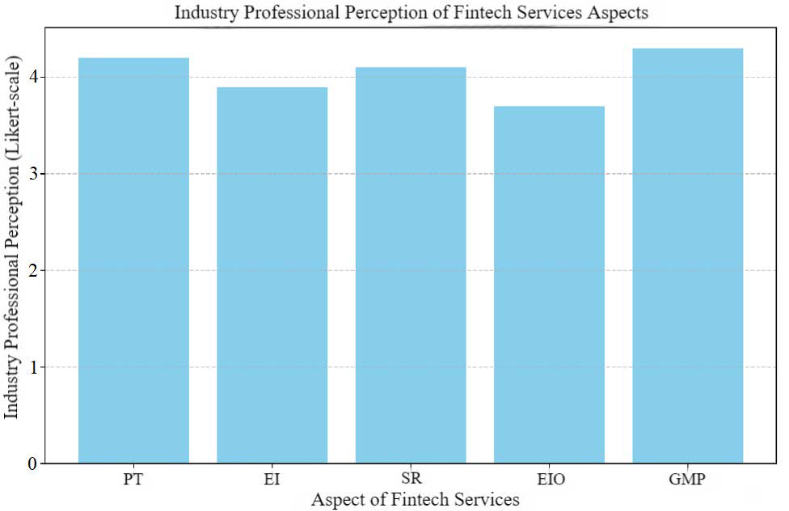 Industry Professional Perception of Fintech Services Aspects
Industry Professional Perception (Likert-scale)
4
3
2
1
0
PT
EI
SR
EIO
GMP
Aspect of Fintech Services